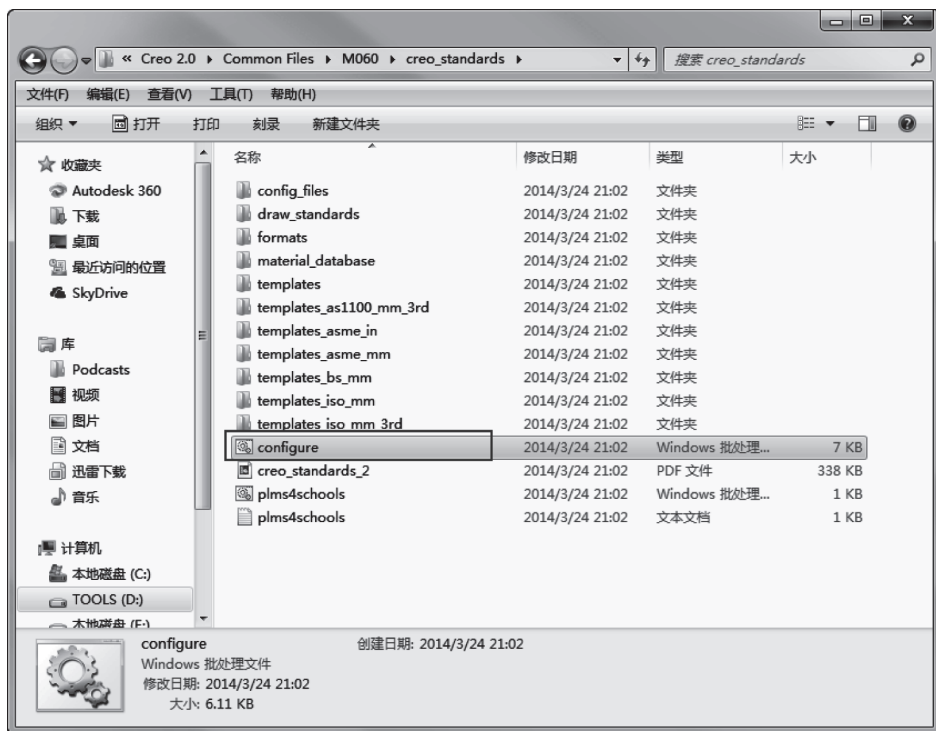 « Creo 2.0 ▸ Common Files ▸ M060 ▸ creo_standards ▸
搜索 creo_standards
文件(F) 编辑(E) 查看(V) 工具(T) 帮助(H)
组织 打开 打印 刻录 新建文件夹
收藏夹
Autodesk 360
下载
桌面
最近访问的位置
SkyDrive
库
Podcasts
视频
图片
文档
迅雷下载
音乐
计算机
本地磁盘 (C:)
TOOLS (D:)
本地磁盘 (E:)
名称 修改日期 类型 大小
config_files 2014/3/24 21:02 文件夹
draw_standards 2014/3/24 21:02 文件夹
formats 2014/3/24 21:02 文件夹
material_database 2014/3/24 21:02 文件夹
templates 2014/3/24 21:02 文件夹
templates_as1100_mm_3rd 2014/3/24 21:02 文件夹
templates_asme_in 2014/3/24 21:02 文件夹
templates_asme_mm 2014/3/24 21:02 文件夹
templates_bs_mm 2014/3/24 21:02 文件夹
templates_iso_mm 2014/3/24 21:02 文件夹
templates_iso_mm_3rd 2014/3/24 21:02 文件夹
configure 2014/3/24 21:02 Windows 批处理... 7 KB
creo_standards_2 2014/3/24 21:02 PDF 文件 338 KB
plms4schools 2014/3/24 21:02 Windows 批处理... 1 KB
plms4schools 2014/3/24 21:02 文本文档 1 KB
configure 创建日期: 2014/3/24 21:02
Windows 批处理文件
修改日期: 2014/3/24 21:02
大小: 6.11 KB